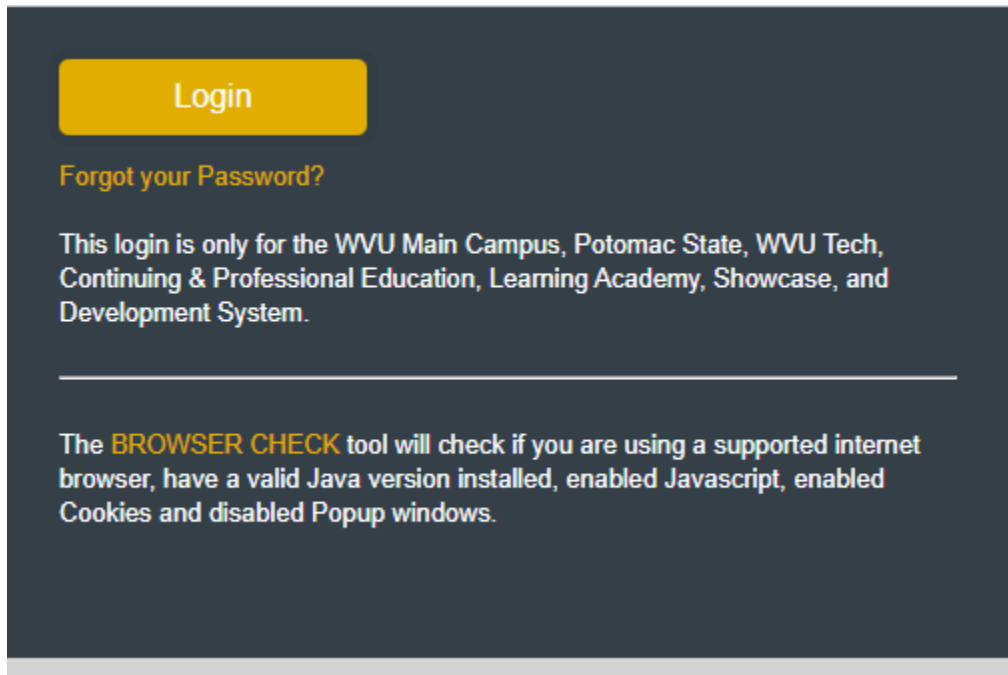 Login
Forgot your Password?
This login is only for the WVU Main Campus, Potomac State, WVU Tech,
Continuing & Professional Education, Learning Academy, Showcase, and
Development System.
The BROWSER CHECK tool will check if you are using a supported internet
browser, have a valid Java version installed, enabled Javascript, enabled
Cookies and disabled Popup windows.